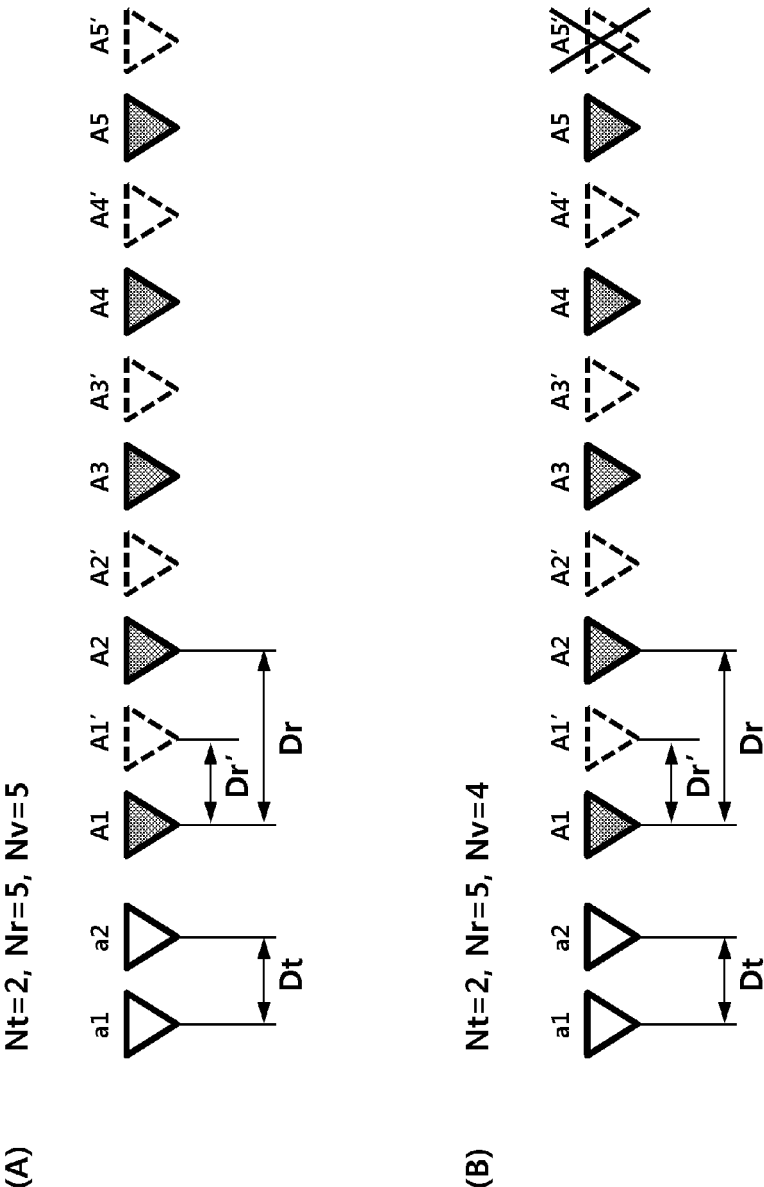 (A) Nt=2, Nr=5, Nv=5
a1 a2 A1 A1′ A2 A2′ A3 A3′ A4 A4′ A5 A5′
Dr′
Dt Dr
(B) Nt=2, Nr=5, Nv=4
a1 a2 A1 A1′ A2 A2′ A3 A3′ A4 A4′ A5 A5′
Dr′
Dt Dr